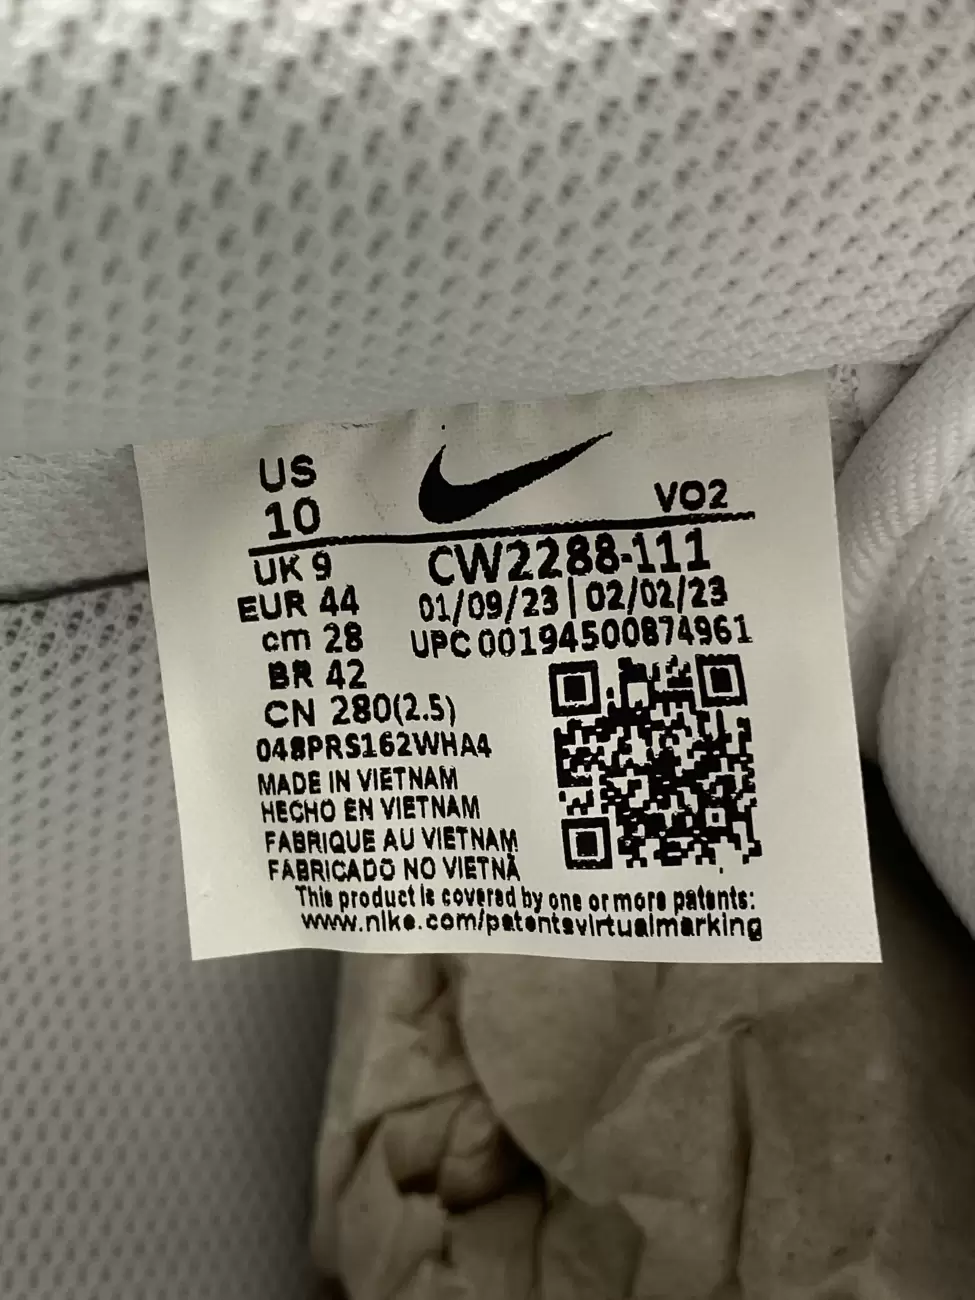 US
10
VO2
UK 9
EUR 44
cm 28
BR 42
CN 280(2.5)
CW2288-111
01/09/23 | 02/02/23
UPC 00194500874961
048PRS162WHA4
MADE IN VIETNAM
HECHO EN VIETNAM
FABRIQUE AU VIETNAM
FABRICADO NO VIETNÃ
This product is covered by one or more patents:
www.nike.com/patentsvirtualmarking